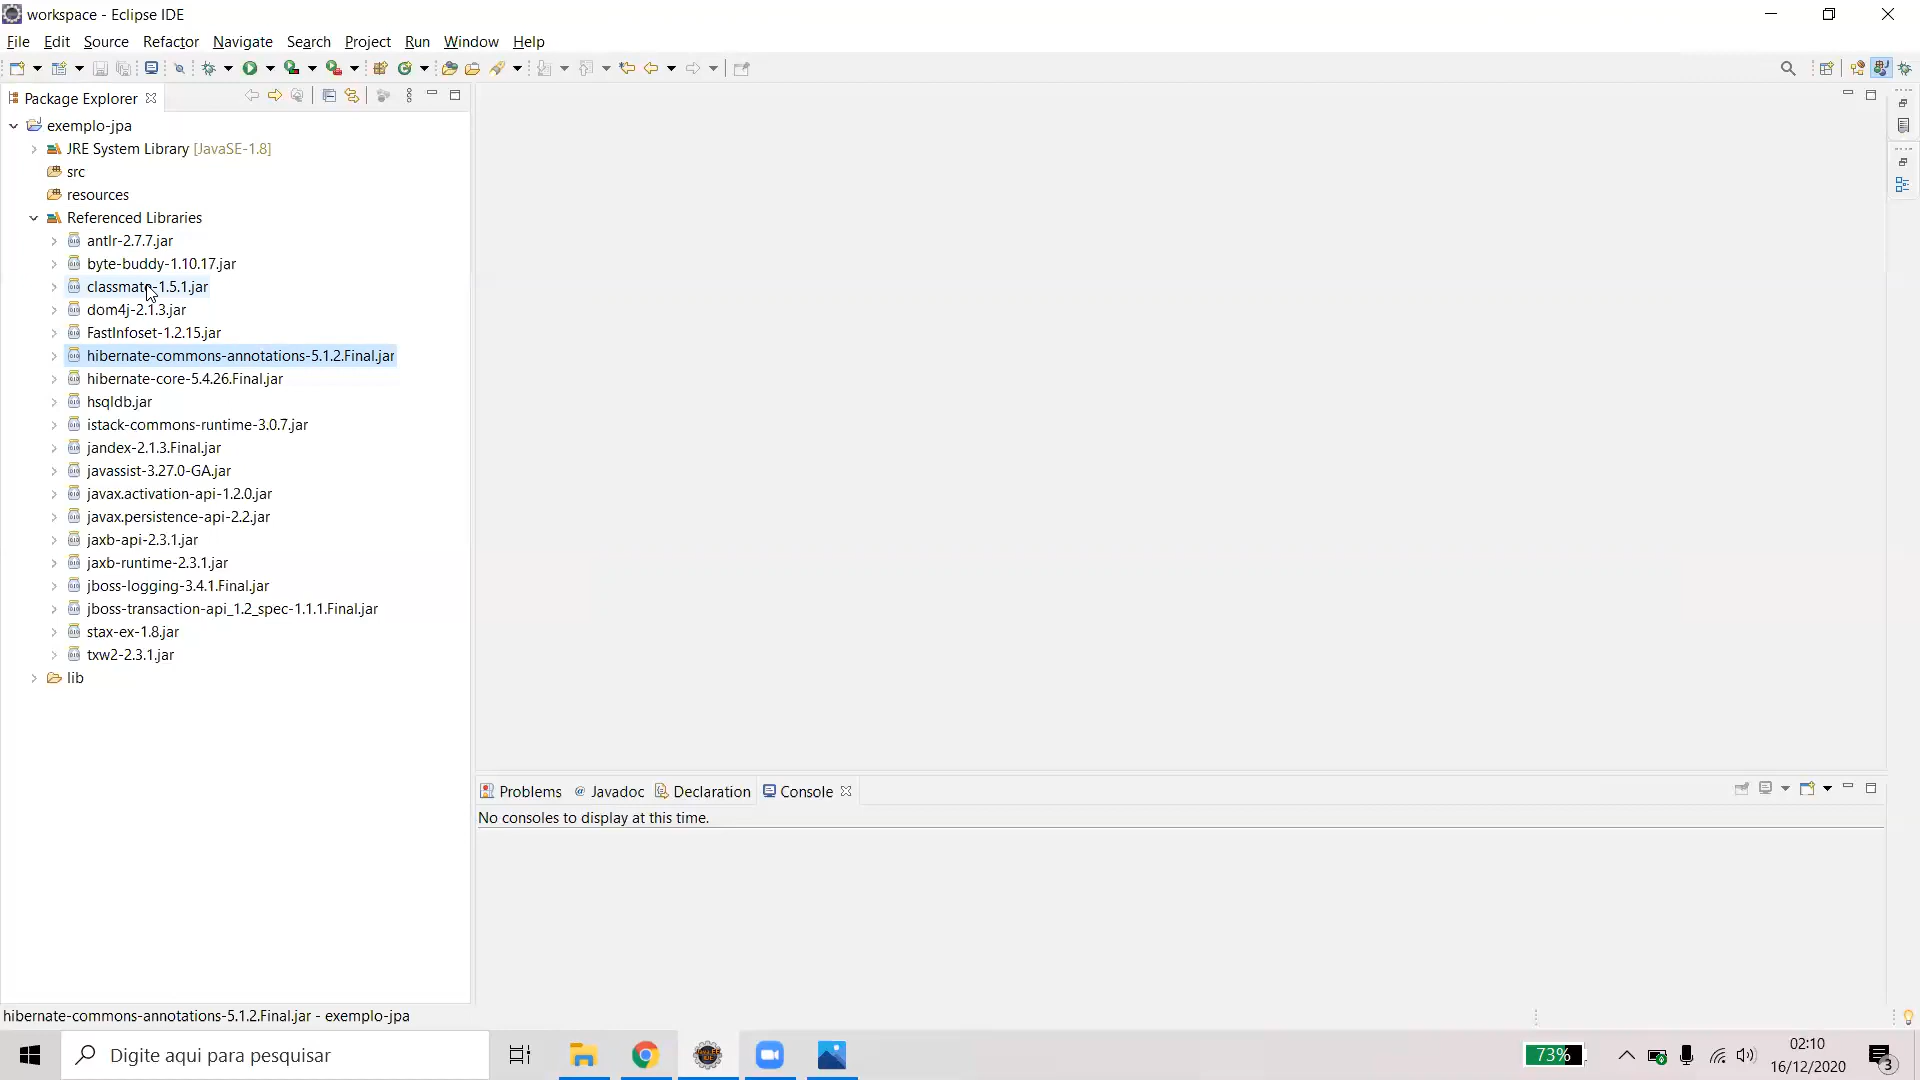 workspace - Eclipse IDE
File Edit Source Refactor Navigate Search Project Run Window Help
Package Explorer
exemplo-jpa
JRE System Library [JavaSE-1.8]
src
resources
Referenced Libraries
antlr-2.7.7.jar
byte-buddy-1.10.17.jar
classmate-1.5.1.jar
dom4j-2.1.3.jar
FastInfoset-1.2.15.jar
hibernate-commons-annotations-5.1.2.Final.jar
hibernate-core-5.4.26.Final.jar
hsqldb.jar
istack-commons-runtime-3.0.7.jar
jandex-2.1.3.Final.jar
javassist-3.27.0-GA.jar
javax.activation-api-1.2.0.jar
javax.persistence-api-2.2.jar
jaxb-api-2.3.1.jar
jaxb-runtime-2.3.1.jar
jboss-logging-3.4.1.Final.jar
jboss-transaction-api_1.2_spec-1.1.1.Final.jar
stax-ex-1.8.jar
txw2-2.3.1.jar
lib
Problems @ Javadoc Declaration Console
No consoles to display at this time.
hibernate-commons-annotations-5.1.2.Final.jar - exemplo-jpa
Digite aqui para pesquisar
73%
02:10
16/12/2020
3